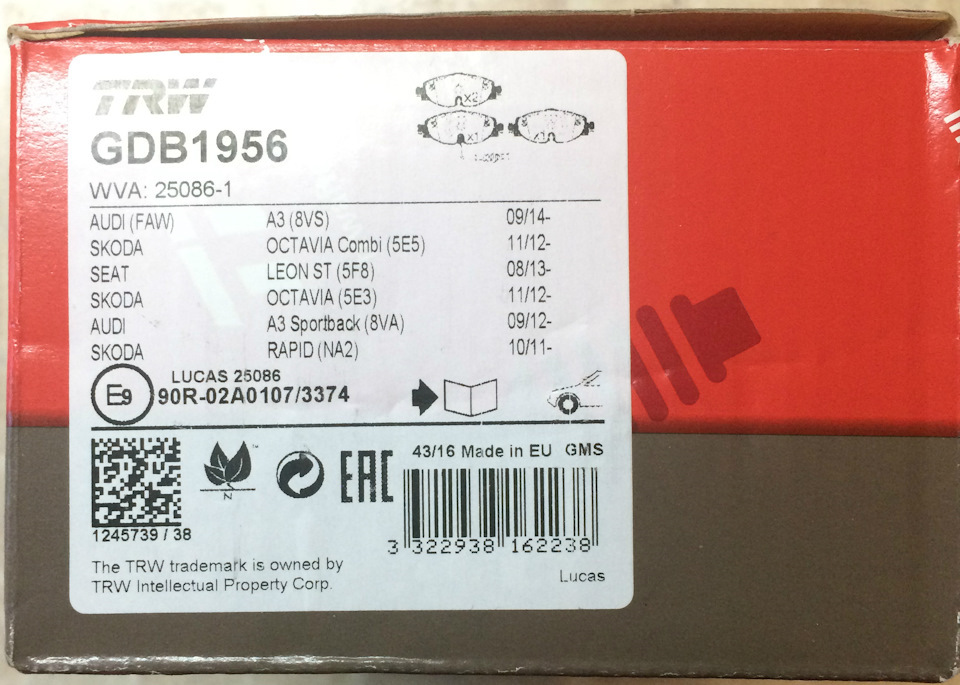 TRW
GDB1956
x2
x1
WVA: 25086-1
AUDI (FAW) A3 (8VS) 09/14-
SKODA OCTAVIA Combi (5E5) 11/12-
SEAT LEON ST (5F8) 08/13-
SKODA OCTAVIA (5E3) 11/12-
AUDI A3 Sportback (8VA) 09/12-
SKODA RAPID (NA2) 10/11-
E9
LUCAS 25086
90R-02A0107/3374
43/16 Made in EU GMS
N
™
EAC
1245739 / 38
3 322938 162238
The TRW trademark is owned by
TRW Intellectual Property Corp.
Lucas